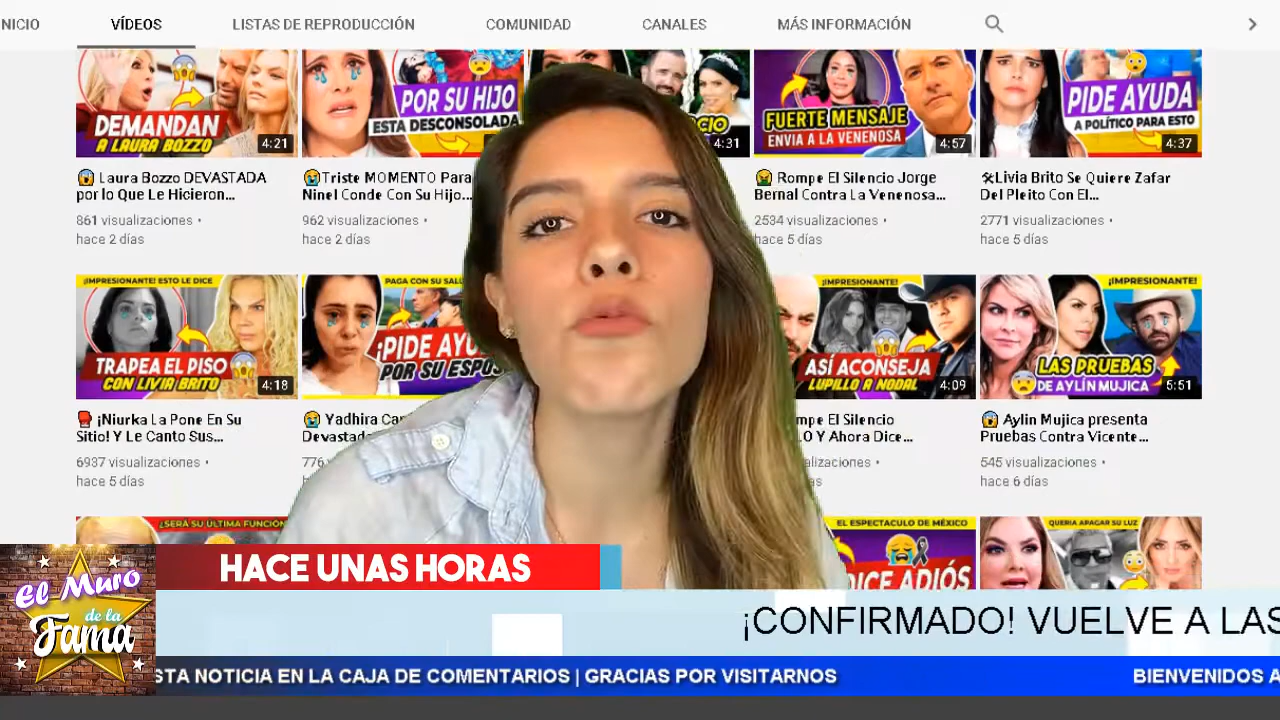 NICIO
VÍDEOS
LISTAS DE REPRODUCCIÓN
COMUNIDAD
CANALES
MÁS INFORMACIÓN
DEMANDAN
A LAURA BOZZO
4:21
POR SU HIJO
ESTA DESCONSOLADA
4:31
FUERTE MENSAJE
ENVIA A LA VENENOSA
4:57
PIDE AYUDA
A POLÍTICO PARA ESTO
4:37
😱 Laura Bozzo DEVASTADA
por lo Que Le Hicieron...
861 visualizaciones •
hace 2 días
😭Triste MOMENTO Para
Ninel Conde Con Su Hijo...
962 visualizaciones •
hace 2 días
😭 Rompe El Silencio Jorge
Bernal Contra La Venenosa...
2534 visualizaciones •
hace 5 días
🛠Livia Brito Se Quiere Zafar
Del Pleito Con El...
2771 visualizaciones •
hace 5 días
¡IMPRESIONANTE! ESTO LE DICE
TRAPEA EL PISO
CON LIVIR BRITO
4:18
PAGA CON SU SALU
¡PIDE AYU
POR SU ESPOS
¡IMPRESIONANTE!
ASÍ ACONSEJA
LUPILLO A NODAL
4:09
¡IMPRESIONANTE!
LAS PRUEBAS
DE AYLÍN MUJICA
5:51
🥊 ¡Niurka La Pone En Su
Sitio! Y Le Canto Sus...
6937 visualizaciones •
hace 5 días
😭 Yadhira Ca
Devastada
776
mpe El Silencio
LO Y Ahora Dice...
alizaciones •
😱 Aylin Mujica presenta
Pruebas Contra Vicente...
545 visualizaciones •
hace 6 días
¿SERÁ SU ULTIMA FUNCION
EL ESPECTACULO DE MÉXICO
DICE ADIÓS
QUERIA APAGAR SU LUZ
El Muro
de la
Fama
HACE UNAS HORAS
¡CONFIRMADO! VUELVE A LAS
STA NOTICIA EN LA CAJA DE COMENTARIOS | GRACIAS POR VISITARNOS
BIENVENIDOS A